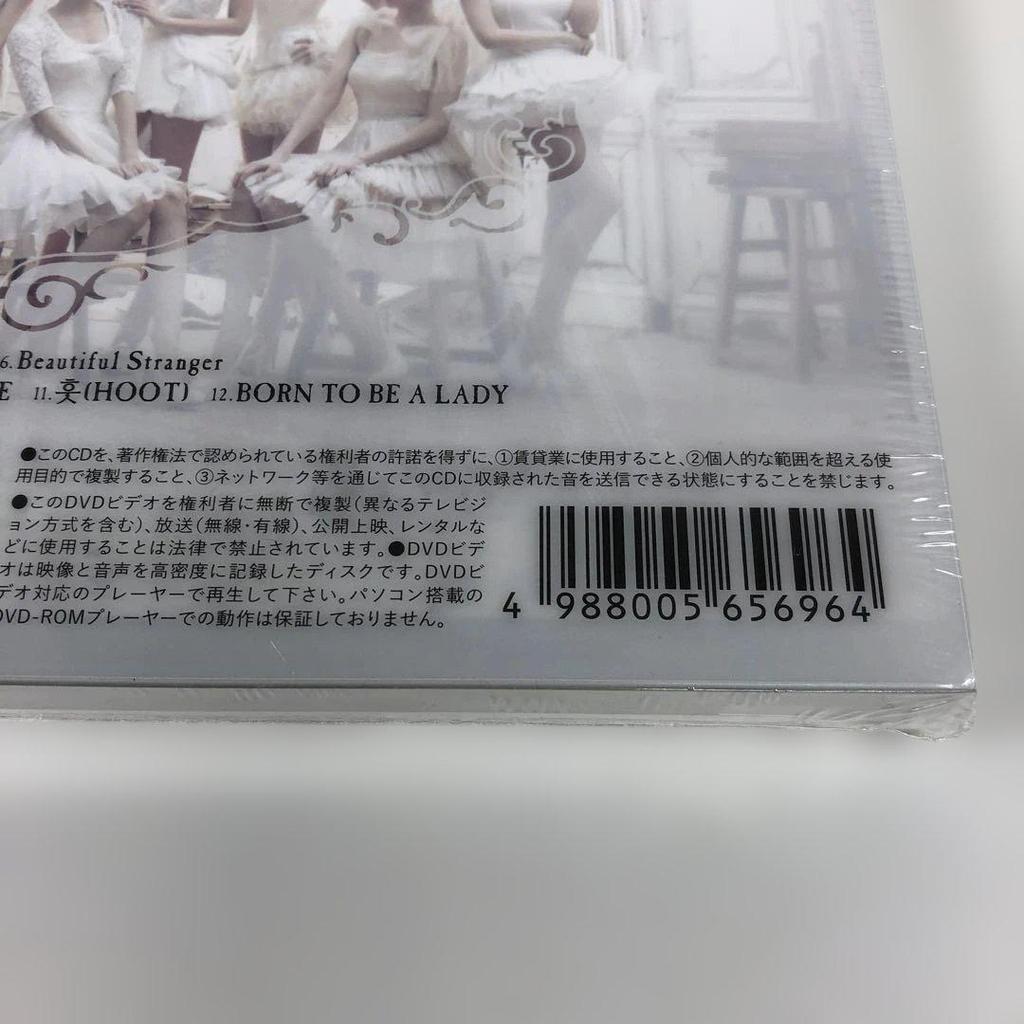 6.Beautiful Stranger
E 11.훗(HOOT) 12.BORN TO BE A LADY
●このCDを、著作権法で認められている権利者の許諾を得ずに、①賃貸業に使用すること、②個人的な範囲を超える使
用目的で複製すること、③ネットワーク等を通じてこのCDに収録された音を送信できる状態にすることを禁じます。
●このDVDビデオを権利者に無断で複製(異なるテレビジ
ョン方式を含む)、放送(無線・有線)、公開上映、レンタルな
どに使用することは法律で禁止されています。●DVDビデ
オは映像と音声を高密度に記録したディスクです。DVDビ
デオ対応のプレーヤーで再生して下さい。パソコン搭載の
DVD-ROMプレーヤーでの動作は保証しておりません。
4 988005 656964